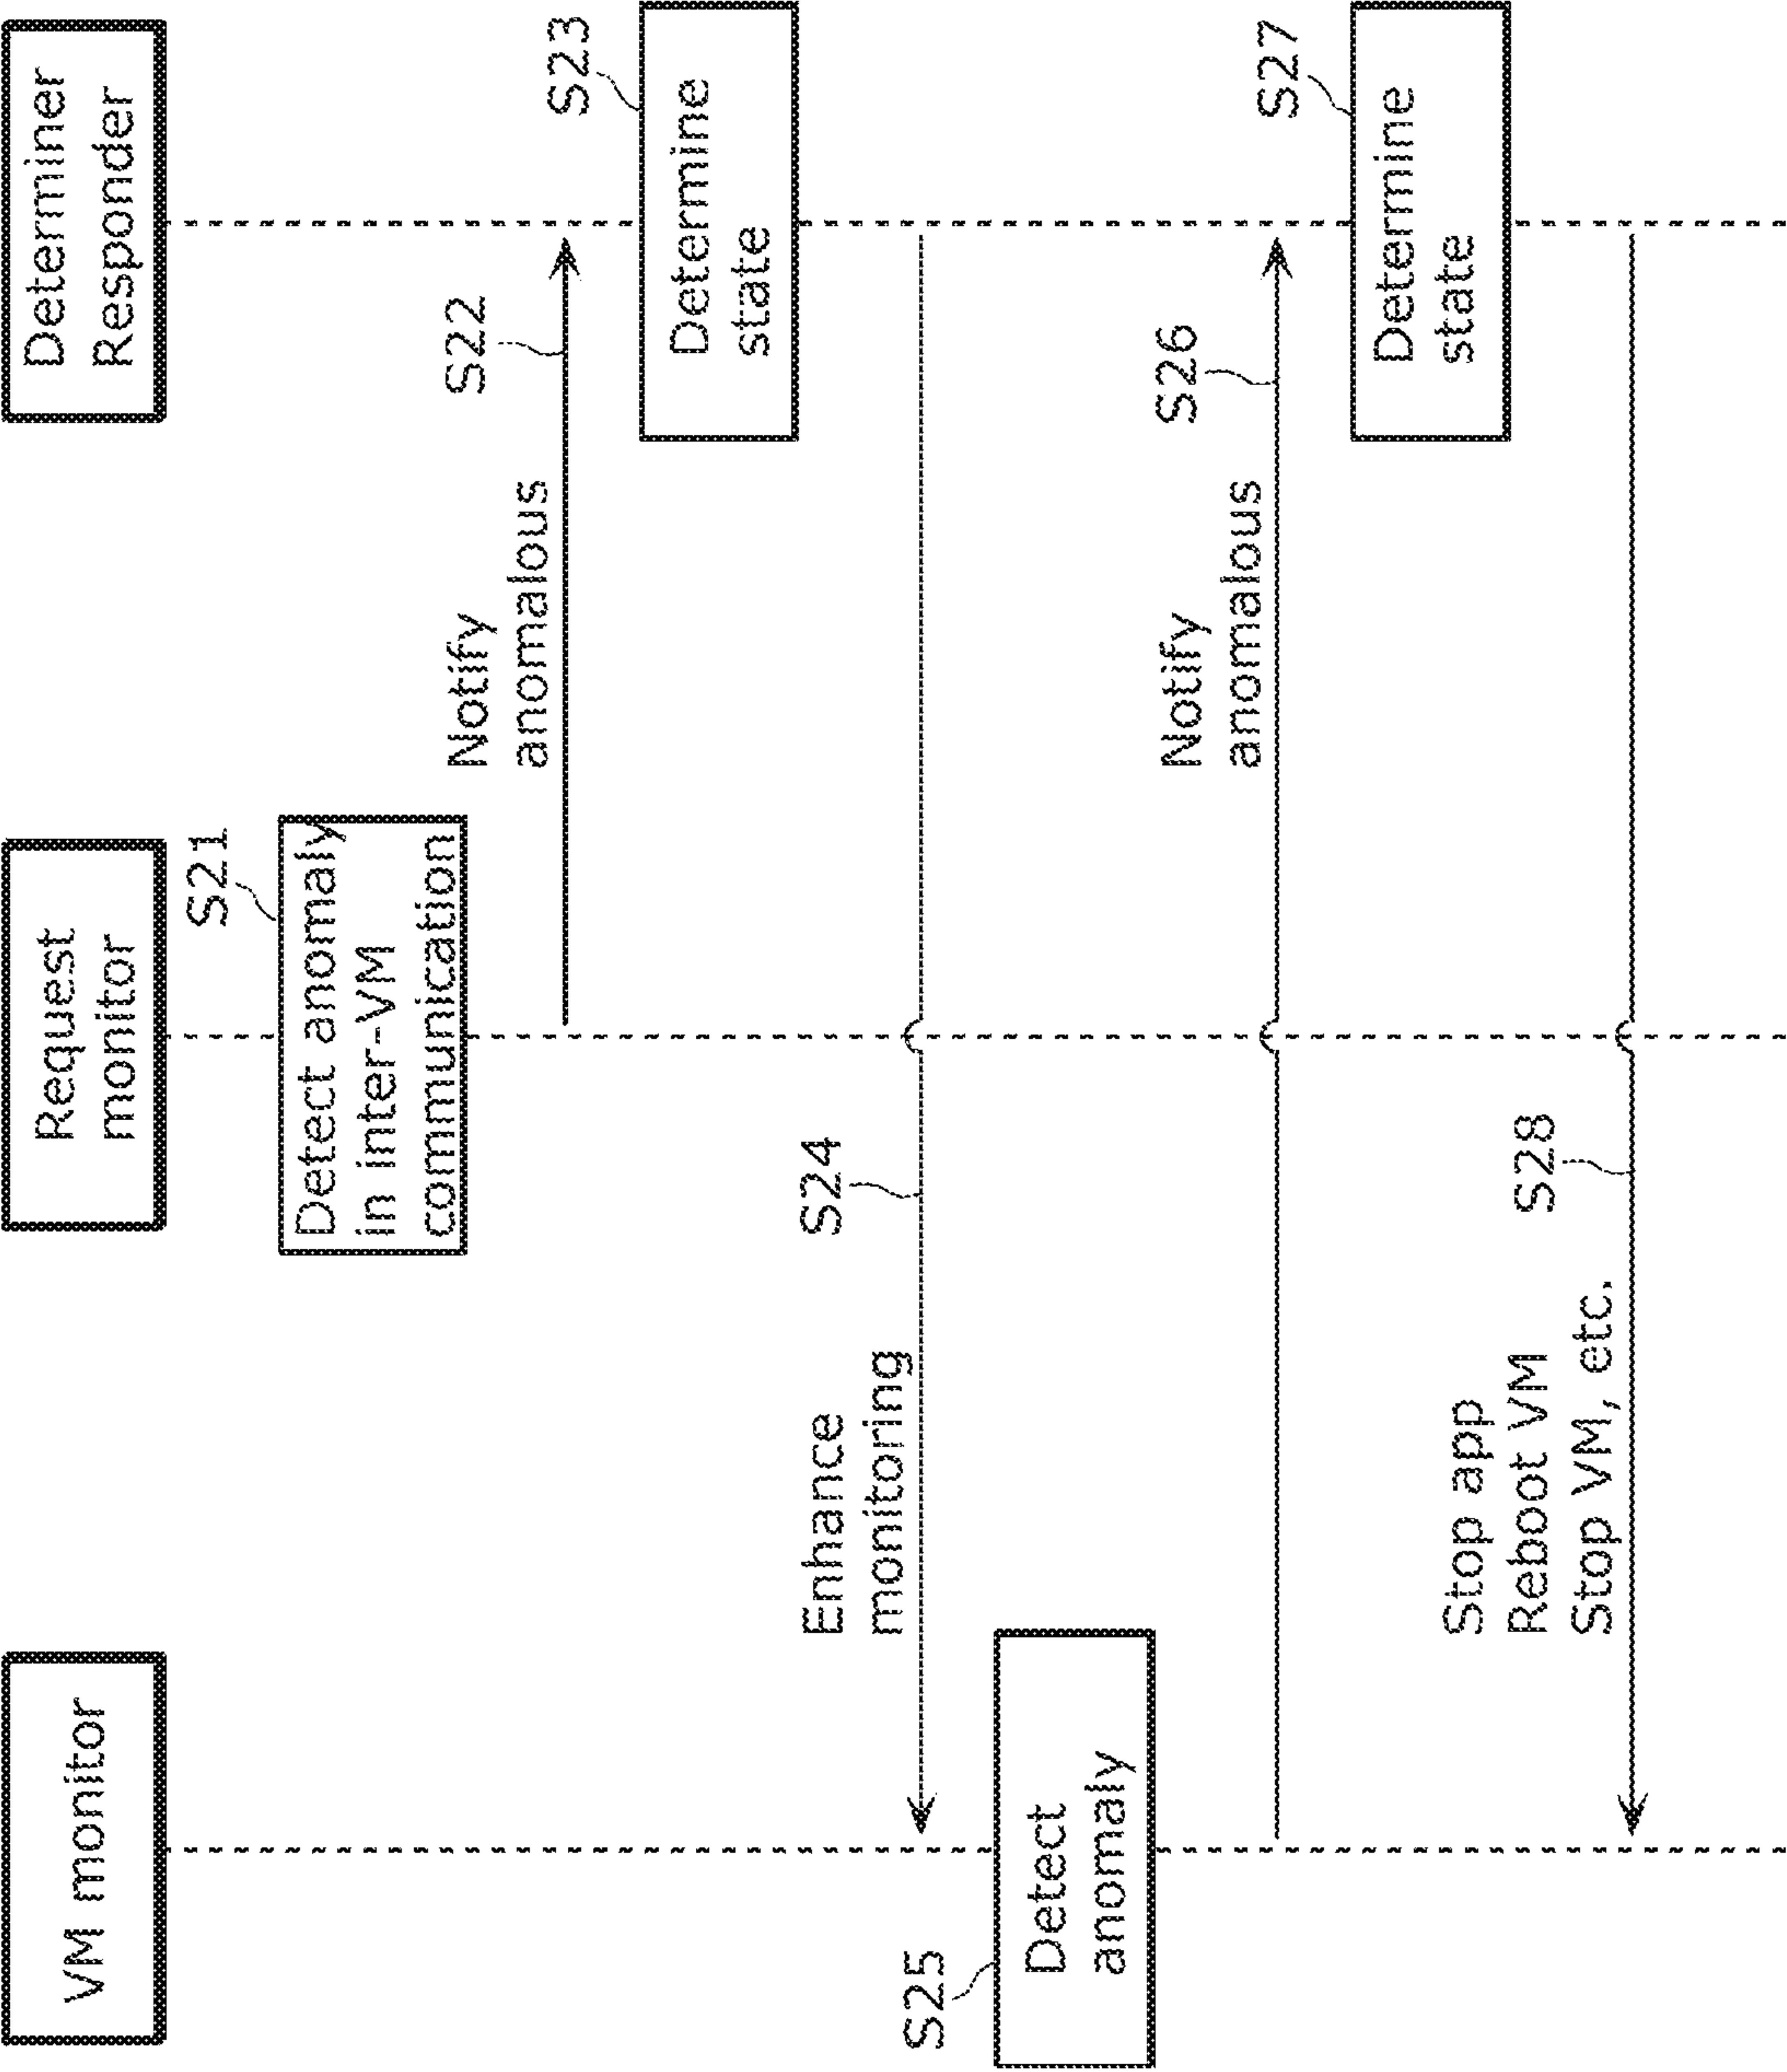 VM monitor
Request
monitor
Determiner
Responder
S21
Detect anomaly
in inter-VM
communication
Notify
anomalous
S22
S23
Determine
state
Enhance
monitoring
S24
S25
Detect
anomaly
Notify
anomalous
S26
S27
Determine
state
Stop app
Reboot VM
Stop VM, etc.
S28